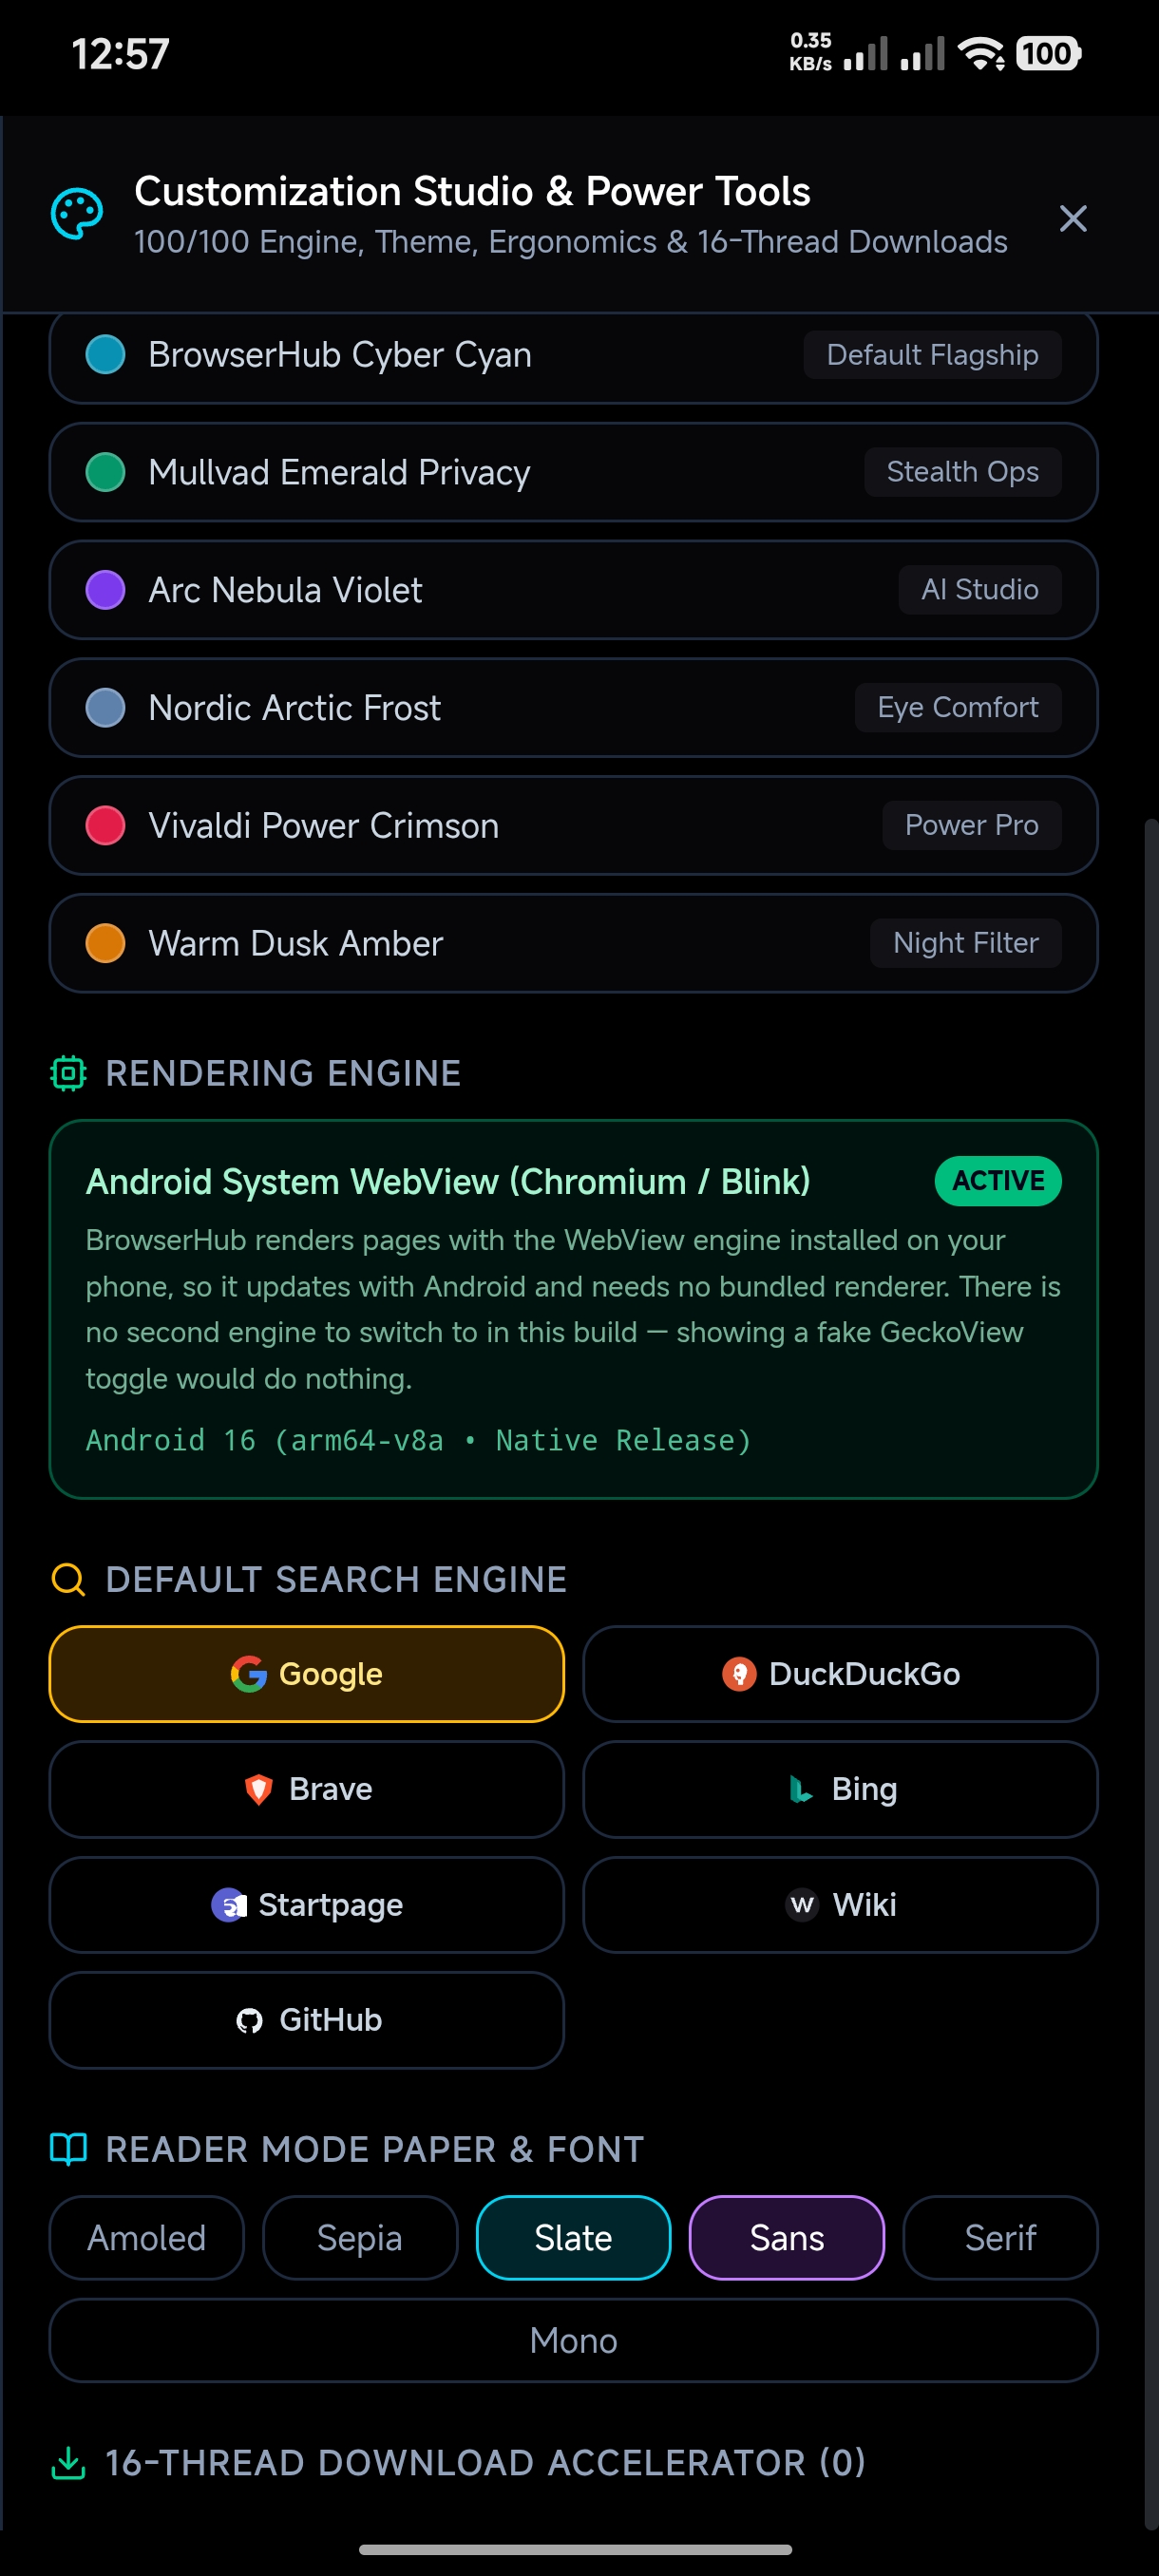 12:57
0.35
KB/s
100
Customization Studio & Power Tools
100/100 Engine, Theme, Ergonomics & 16-Thread Downloads
BrowserHub Cyber Cyan
Default Flagship
Mullvad Emerald Privacy
Stealth Ops
Arc Nebula Violet
AI Studio
Nordic Arctic Frost
Eye Comfort
Vivaldi Power Crimson
Power Pro
Warm Dusk Amber
Night Filter
RENDERING ENGINE
Android System WebView (Chromium / Blink)
ACTIVE
BrowserHub renders pages with the WebView engine installed on your
phone, so it updates with Android and needs no bundled renderer. There is
no second engine to switch to in this build — showing a fake GeckoView
toggle would do nothing.
Android 16 (arm64-v8a • Native Release)
DEFAULT SEARCH ENGINE
Google
DuckDuckGo
Brave
Bing
Startpage
W Wiki
GitHub
READER MODE PAPER & FONT
Amoled
Sepia
Slate
Sans
Serif
Mono
16-THREAD DOWNLOAD ACCELERATOR (0)